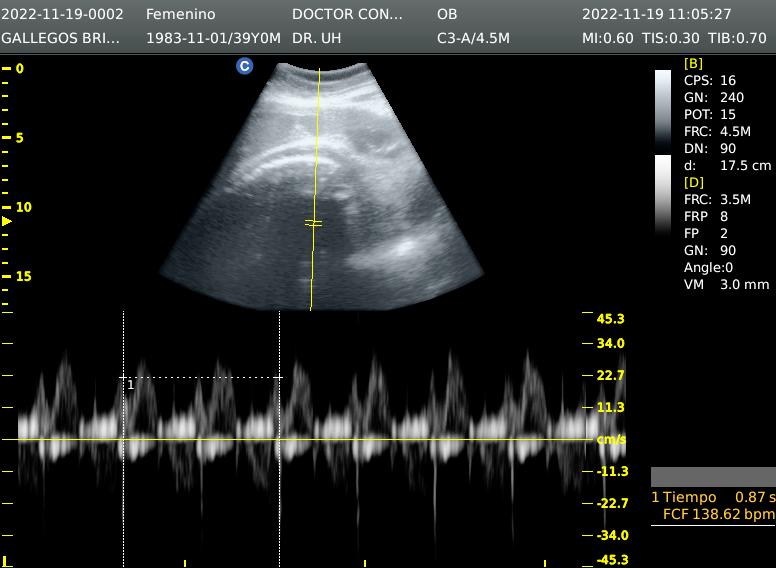 2022-11-19-0002 Femenino DOCTOR CON... OB 2022-11-19 11:05:27
GALLEGOS BRI... 1983-11-01/39Y0M DR. UH C3-A/4.5M MI:0.60 TIS:0.30 TIB:0.70
C
0
5
10
15
[B]
CPS: 16
GN: 240
POT: 15
FRC: 4.5M
DN: 90
d: 17.5 cm
[D]
FRC: 3.5M
FRP 8
FP 2
GN: 90
Angle:0
VM 3.0 mm
45.3
34.0
22.7
11.3
cm/s
-11.3
-22.7
-34.0
-45.3
1
1 Tiempo 0.87 s
FCF 138.62 bpm